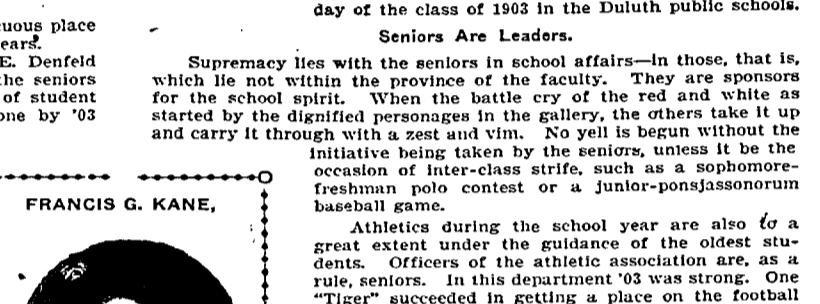 uous place
ears.
E. Denfeld
he seniors
of student
one by '03
FRANCIS G. KANE,
day of the class of 1903 in the Duluth public schools.
Seniors Are Leaders.
Supremacy lies with the seniors in school affairs—in those, that is,
which lie not within the province of the faculty. They are sponsors
for the school spirit. When the battle cry of the red and white as
started by the dignified personages in the gallery, the others take it up
and carry it through with a zest and vim. No yell is begun without the
initiative being taken by the seniors, unless it be the
occasion of inter-class strife, such as a sophomore-
freshman polo contest or a junior-ponsjassonorum
baseball game.
Athletics during the school year are also to a
great extent under the guidance of the oldest stu-
dents. Officers of the athletic association are, as a
rule, seniors. In this department '03 was strong. One
"Tiger" succeeded in getting a place on the football